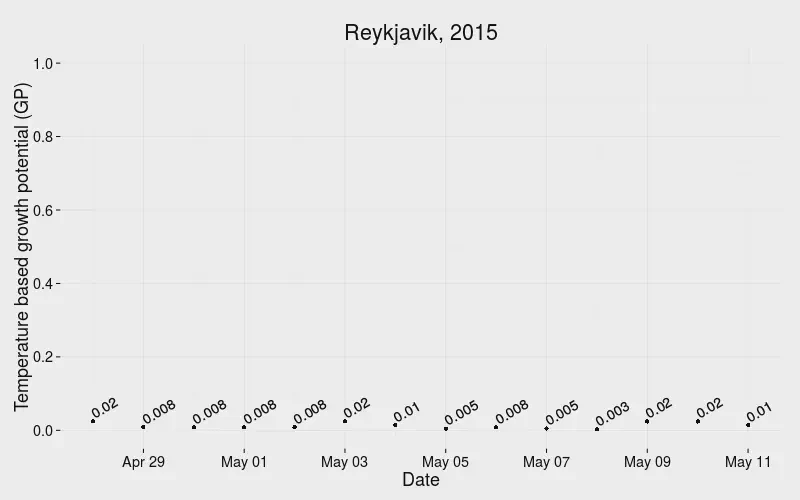 Reykjavik, 2015
Temperature based growth potential (GP)
1.0
0.8
0.6
0.4
0.2
0.0
0.02 0.008 0.008 0.008 0.008 0.02 0.01 0.005 0.008 0.005 0.003 0.02 0.02 0.01
Apr 29 May 01 May 03 May 05 May 07 May 09 May 11
Date